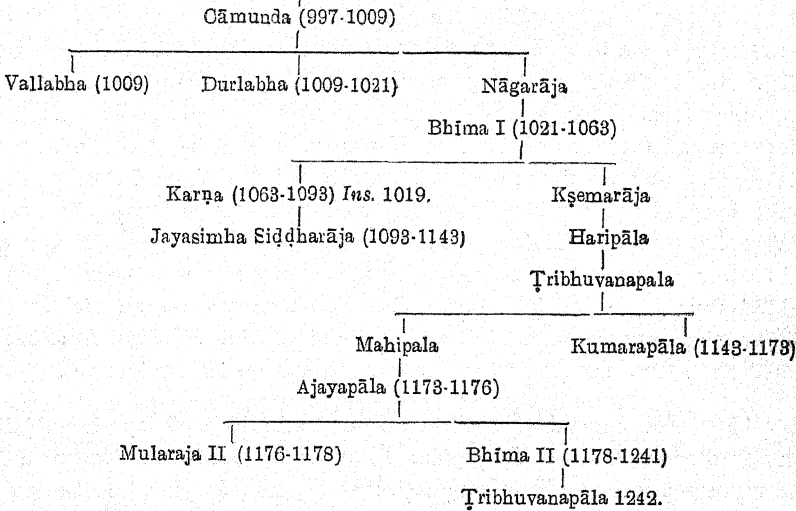 Cāmunda (997-1009)
Vallabha (1009) Durlabha (1009-1021) Nāgarāja
Bhīma I (1021-1063)
Karṇa (1063-1093) Ins. 1019. Kṣemarāja
Jayasimha Siḍḍharāja (1093-1143) Haripāla
Ṭribhuvanapala
Mahipala Kumarapāla (1143-1173)
Ajayapāla (1173-1176)
Mularaja II (1176-1178) Bhīma II (1178-1241)
Ṭribhuvanapāla 1242.